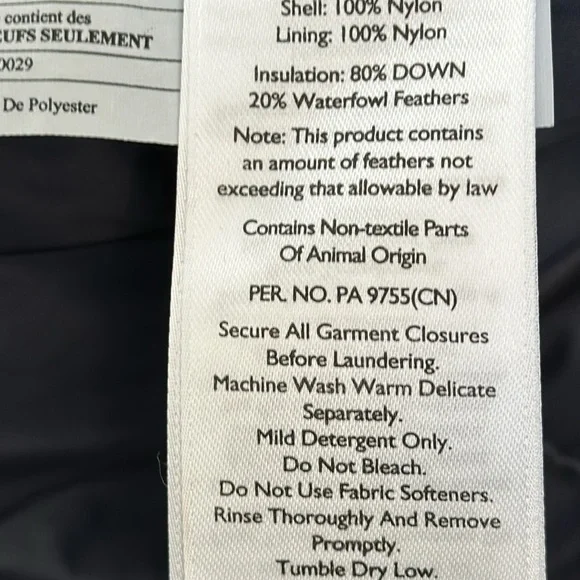 contient des
UFS SEULEMENT
0029
De Polyester
Shell: 100% Nylon
Lining: 100% Nylon
Insulation: 80% DOWN
20% Waterfowl Feathers
Note: This product contains
an amount of feathers not
exceeding that allowable by law
Contains Non-textile Parts
Of Animal Origin
PER. NO. PA 9755(CN)
Secure All Garment Closures
Before Laundering.
Machine Wash Warm Delicate
Separately.
Mild Detergent Only.
Do Not Bleach.
Do Not Use Fabric Softeners.
Rinse Thoroughly And Remove
Promptly.
Tumble Dry Low.